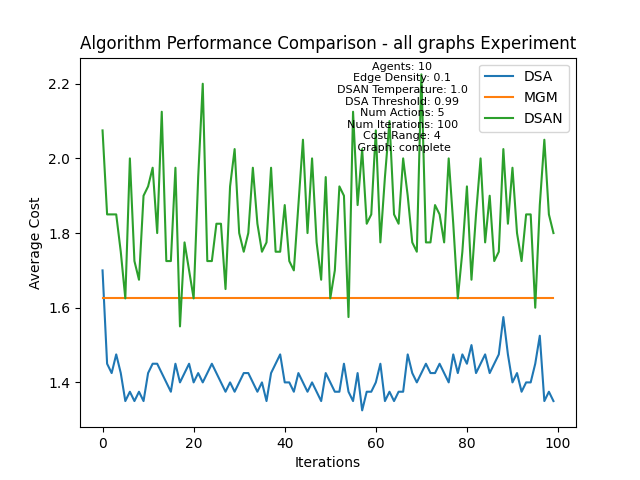 Algorithm Performance Comparison - all graphs Experiment
Agents: 10
Edge Density: 0.1
DSAN Temperature: 1.0
DSA Threshold: 0.99
Num Actions: 5
Num Iterations: 100
Cost Range: 4
Graph: complete
DSA
MGM
DSAN
Average Cost
2.2
2.0
1.8
1.6
1.4
0
20
40
60
80
100
Iterations